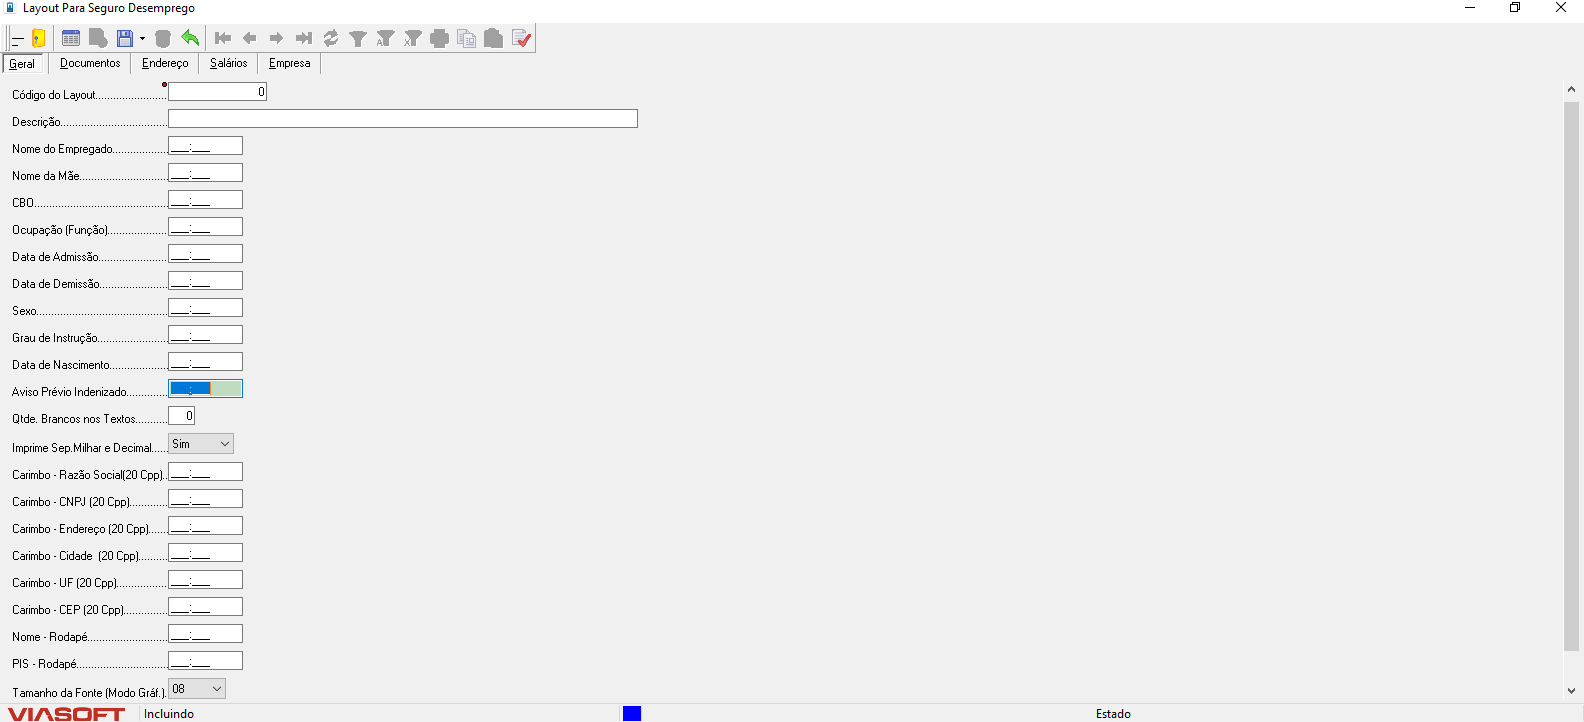 Layout Para Seguro Desemprego
Geral Documentos Endereço Salários Empresa
Código do Layout........................ 0
Descrição....................................
Nome do Empregado................... ___:___
Nome da Mãe.............................. ___:___
CBO............................................. ___:___
Ocupação (Função).................... ___:___
Data de Admissão....................... ___:___
Data de Demissão....................... ___:___
Sexo............................................ ___:___
Grau de Instrução....................... ___:___
Data de Nascimento................... ___:___
Aviso Prévio Indenizado.............. ___:___
Qtde. Brancos nos Textos........... 0
Imprime Sep.Milhar e Decimal..... Sim
Carimbo - Razão Social(20 Cpp).. ___:___
Carimbo - CNPJ (20 Cpp)............. ___:___
Carimbo - Endereço (20 Cpp)....... ___:___
Carimbo - Cidade  (20 Cpp).......... ___:___
Carimbo - UF (20 Cpp)................. ___:___
Carimbo - CEP (20 Cpp)............... ___:___
Nome - Rodapé........................... ___:___
PIS - Rodapé............................... ___:___
Tamanho da Fonte (Modo Gráf.). 08
VIASOFT Incluindo Estado